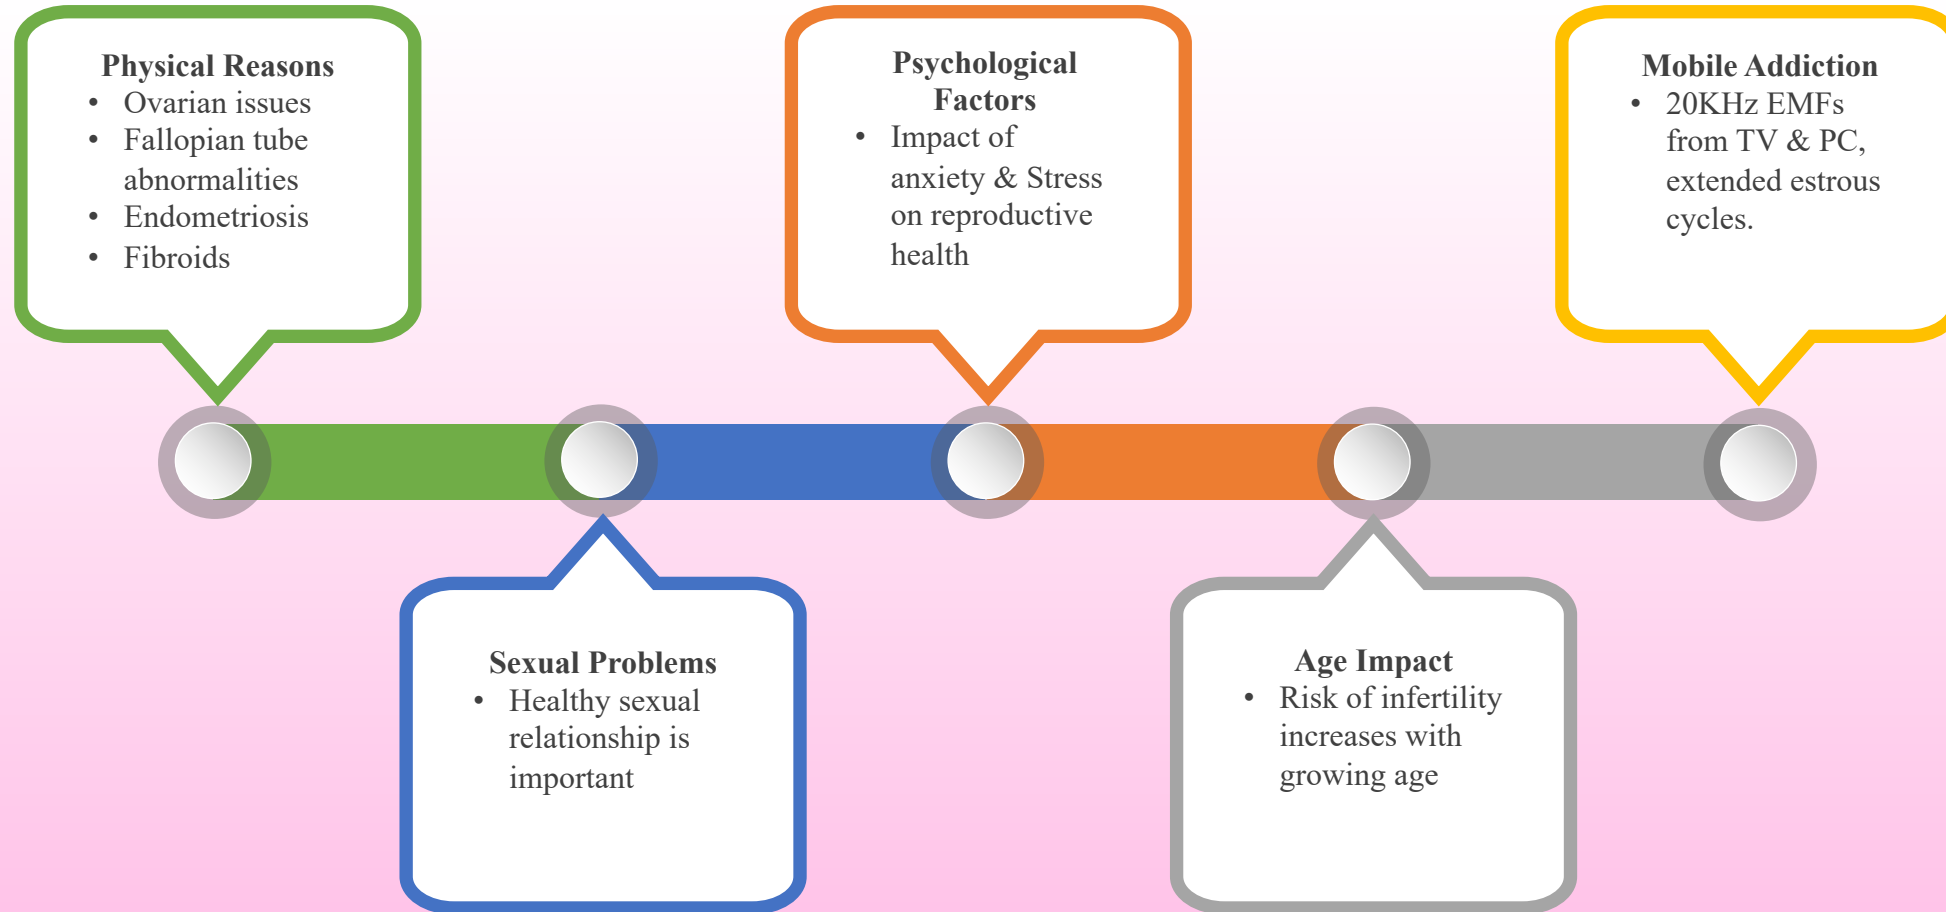 Physical Reasons
• Ovarian issues
• Fallopian tube
abnormalities
• Endometriosis
• Fibroids
Sexual Problems
• Healthy sexual
relationship is
important
Psychological
Factors
• Impact of
anxiety & Stress
on reproductive
health
Age Impact
• Risk of infertility
increases with
growing age
Mobile Addiction
• 20KHz EMFs
from TV & PC,
extended estrous
cycles.